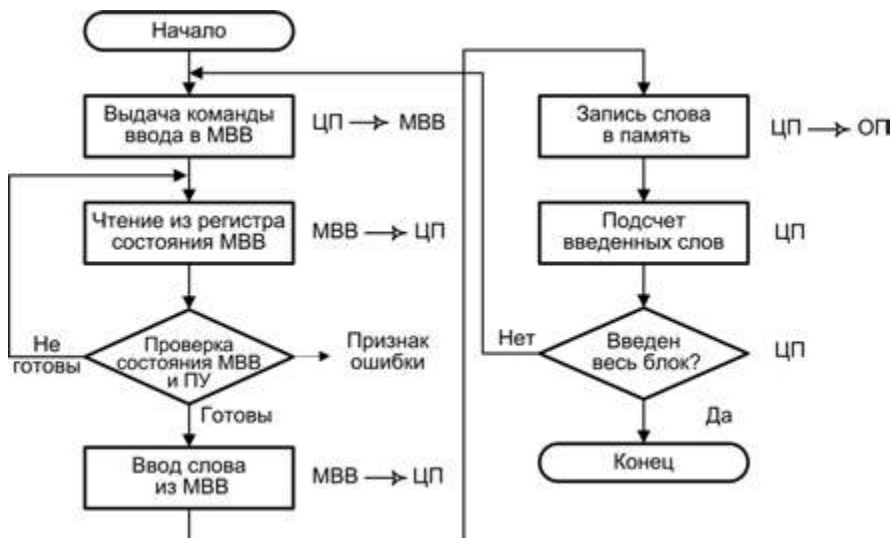 Начало
Выдача команды
ввода в МВВ
ЦП МВВ
Чтение из регистра
состояния МВВ
МВВ ЦП
Не
готовы
Проверка
состояния МВВ
и ПУ
Признак
ошибки
Готовы
Ввод слова
из МВВ
МВВ ЦП
Запись слова
в память
ЦП ОП
Подсчет
введенных слов
ЦП
Нет
Введен
весь блок?
ЦП
Да
Конец